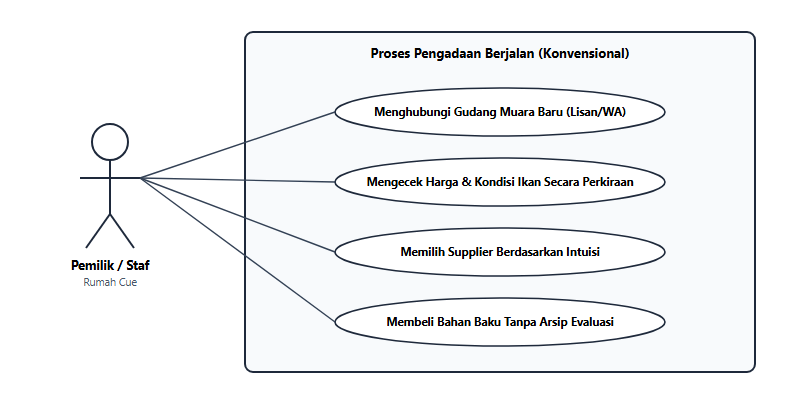 Proses Pengadaan Berjalan (Konvensional)
Menghubungi Gudang Muara Baru (Lisan/WA)
Mengecek Harga & Kondisi Ikan Secara Perkiraan
Memilih Supplier Berdasarkan Intuisi
Membeli Bahan Baku Tanpa Arsip Evaluasi
Pemilik / Staf
Rumah Cue